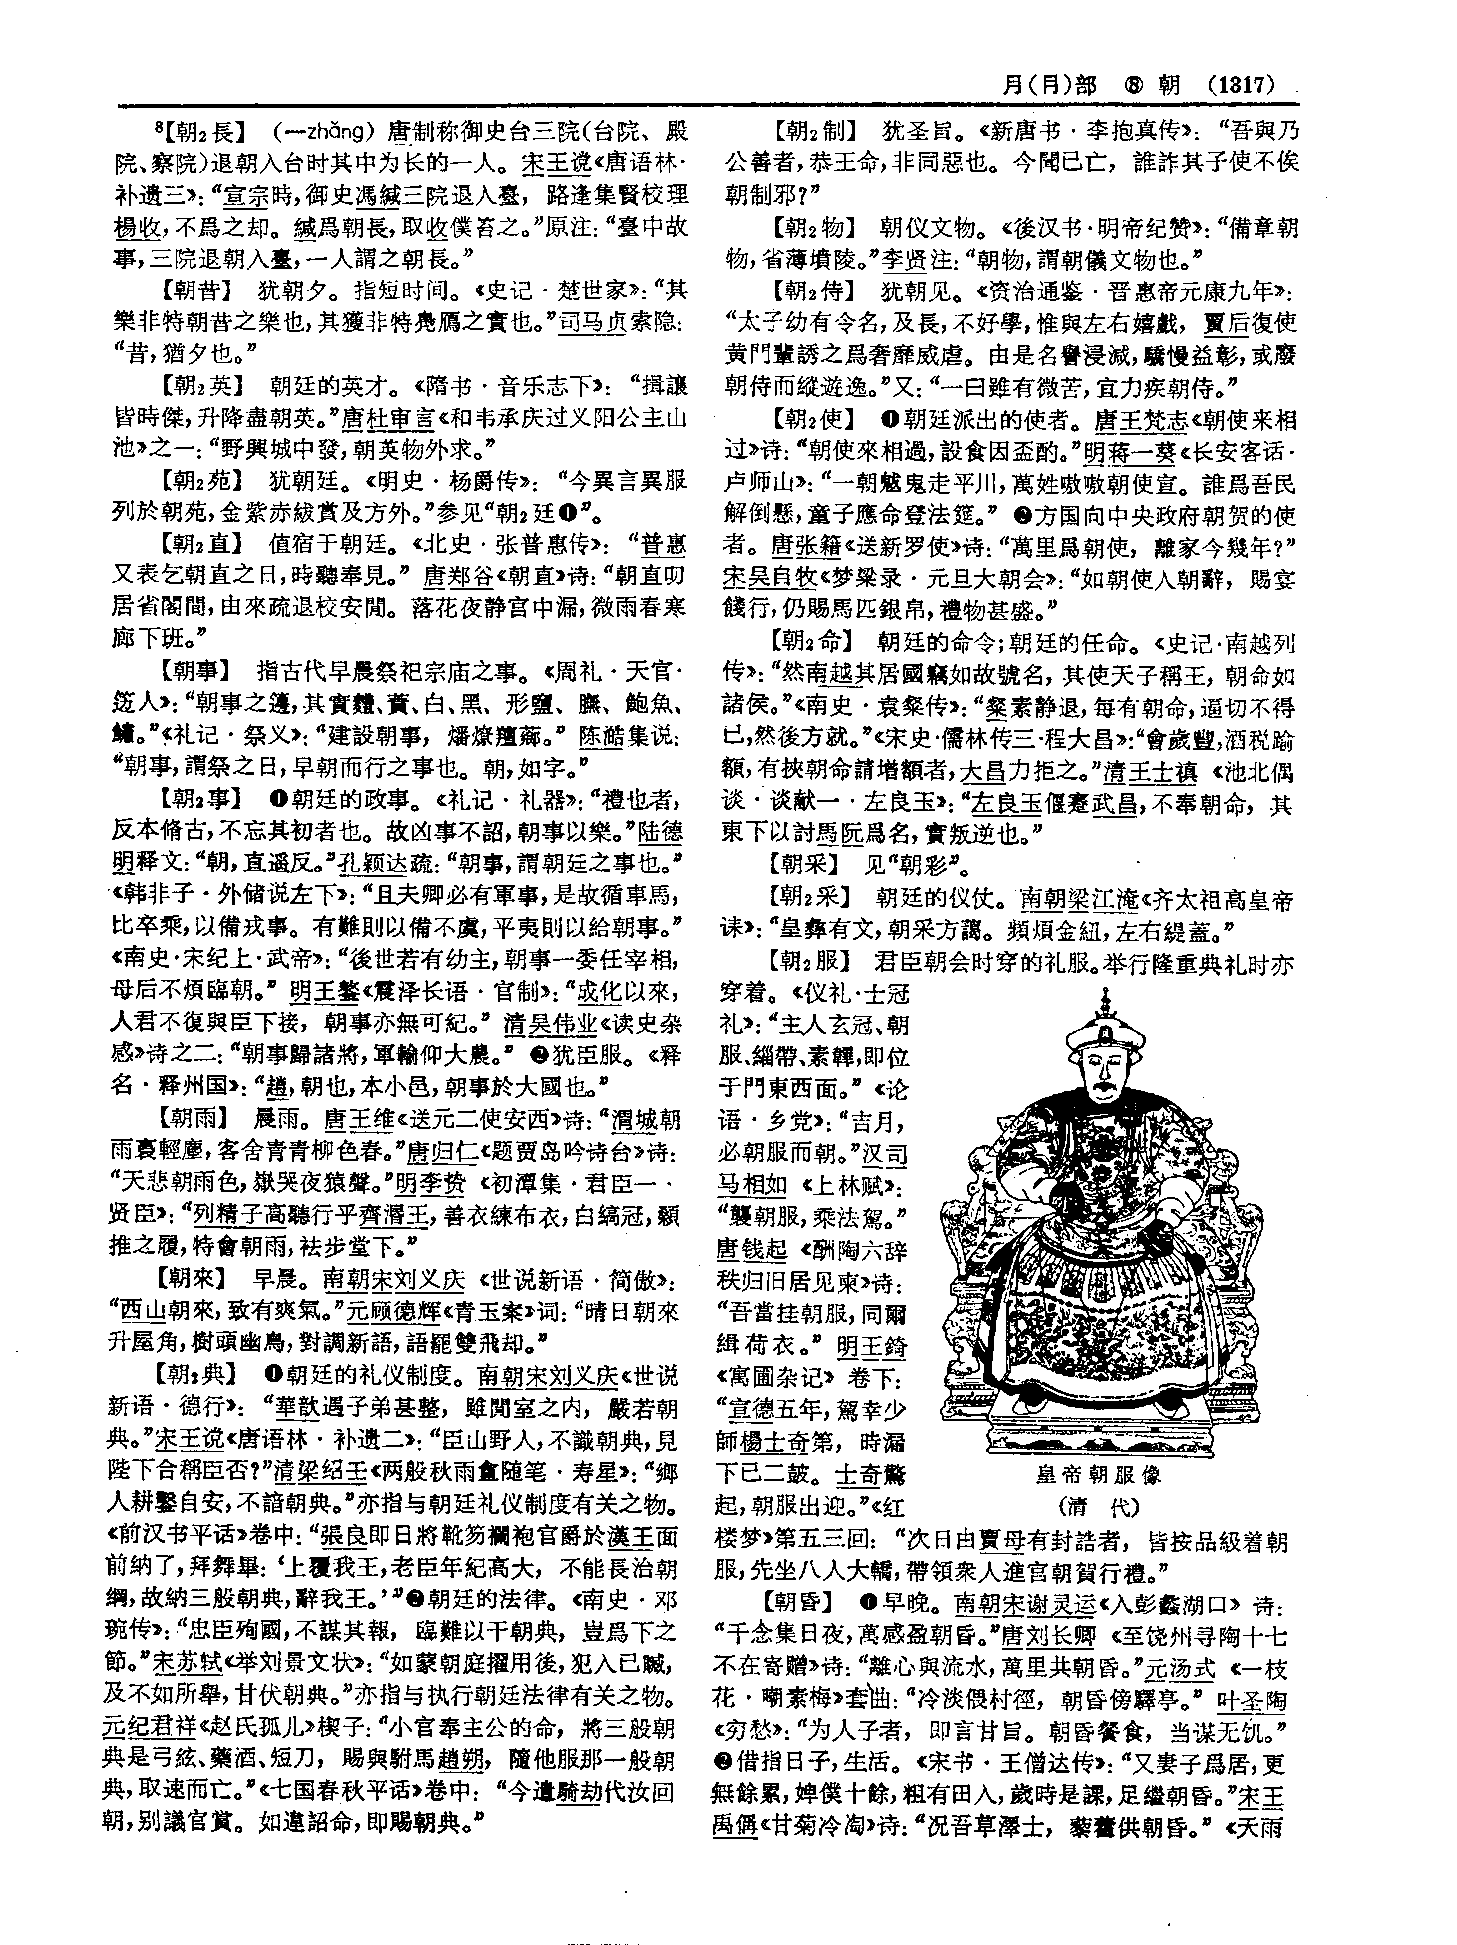 月(⺝)部 ⑧ 朝 (1317)
⁸【朝₂長】 (—zhǎng) 唐制称御史台三院(台院、殿
院、察院)退朝入台时其中为长的一人。宋王谠《唐语林·
补遗三》：“宣宗時，御史馮緘三院退入臺，路逢集賢校理
楊收，不爲之却。緘爲朝長，取收僕笞之。”原注：“臺中故
事，三院退朝入臺，一人謂之朝長。”
【朝昔】 犹朝夕。指短时间。《史记·楚世家》：“其
樂非特朝昔之樂也，其獲非特鳧鴈之實也。”司马贞索隐：
“昔，猶夕也。”
【朝₂英】 朝廷的英才。《隋书·音乐志下》：“揖讓
皆時傑，升降盡朝英。”唐杜审言《和韦承庆过义阳公主山
池》之一：“野興城中發，朝英物外求。”
【朝₂苑】 犹朝廷。《明史·杨爵传》：“今異言異服
列於朝苑，金紫赤紱賞及方外。”参见“朝₂廷❶”。
【朝₂直】 值宿于朝廷。《北史·张普惠传》：“普惠
又表乞朝直之日，時聽奉見。”唐郑谷《朝直》诗：“朝直叨
居省閣間，由來疏退校安閒。落花夜静宫中漏，微雨春寒
廊下班。”
【朝事】 指古代早晨祭祀宗庙之事。《周礼·天官·
笾人》：“朝事之籩，其實麷、蕡、白、黑、形鹽、膴、鮑魚、
鱐。”《礼记·祭义》：“建設朝事，燔燎羶薌。”陈澔集说：
“朝事，謂祭之日，早朝而行之事也。朝，如字。”
【朝₂事】 ❶朝廷的政事。《礼记·礼器》：“禮也者，
反本脩古，不忘其初者也。故凶事不詔，朝事以樂。”陆德
明释文：“朝，直遥反。”孔颖达疏：“朝事，謂朝廷之事也。”
《韩非子·外储说左下》：“且夫卿必有軍事，是故循車馬，
比卒乘，以備戎事。有難則以備不虞，平夷則以給朝事。”
《南史·宋纪上·武帝》：“後世若有幼主，朝事一委任宰相，
母后不煩臨朝。”明王鏊《震泽长语·官制》：“成化以來，
人君不復與臣下接，朝事亦無可紀。”清吴伟业《读史杂
感》诗之二：“朝事歸諸將，軍輸仰大農。”❷犹臣服。《释
名·释州国》：“趙，朝也，本小邑，朝事於大國也。”
【朝雨】 晨雨。唐王维《送元二使安西》诗：“渭城朝
雨裛輕塵，客舍青青柳色春。”唐归仁《题贾岛吟诗台》诗：
“天悲朝雨色，嶽哭夜猿聲。”明李贽《初潭集·君臣一·
贤臣》：“列精子高聽行乎齊湣王，善衣練布衣，白縞冠，顙
推之履，特會朝雨，袪步堂下。”
【朝來】 早晨。南朝宋刘义庆《世说新语·简傲》：
“西山朝來，致有爽氣。”元顾德辉《青玉案》词：“晴日朝來
升屋角，樹頭幽鳥，對調新語，語罷雙飛却。”
【朝₂典】 ❶朝廷的礼仪制度。南朝宋刘义庆《世说
新语·德行》：“華歆遇子弟甚整，雖閒室之内，嚴若朝
典。”宋王谠《唐语林·补遗二》：“臣山野人，不識朝典，見
陛下合稱臣否？”清梁绍壬《两般秋雨盦随笔·寿星》：“鄉
人耕鑿自安，不諳朝典。”亦指与朝廷礼仪制度有关之物。
《前汉书平话》卷中：“張良即日將靴笏襴袍官爵於漢王面
前納了，拜舞畢：‘上覆我王，老臣年紀高大，不能長治朝
綱，故納三般朝典，辭我王。’”❷朝廷的法律。《南史·邓
琬传》：“忠臣殉國，不謀其報，臨難以干朝典，豈爲下之
節。”宋苏轼《举刘景文状》：“如蒙朝庭擢用後，犯入己贓，
及不如所舉，甘伏朝典。”亦指与执行朝廷法律有关之物。
元纪君祥《赵氏孤儿》楔子：“小官奉主公的命，將三般朝
典是弓絃、藥酒、短刀，賜與駙馬趙朔，隨他服那一般朝
典，取速而亡。”《七国春秋平话》卷中：“今遣騎劫代汝回
朝，别議官賞。如違詔命，即賜朝典。”
【朝₂制】 犹圣旨。《新唐书·李抱真传》：“吾與乃
公善者，恭王命，非同惡也。今聞已亡，誰詐其子使不俟
朝制邪？”
【朝₂物】 朝仪文物。《後汉书·明帝纪赞》：“備章朝
物，省薄墳陵。”李贤注：“朝物，謂朝儀文物也。”
【朝₂侍】 犹朝见。《资治通鉴·晋惠帝元康九年》：
“太子幼有令名，及長，不好學，惟與左右嬉戲，賈后復使
黄門輩誘之爲奢靡威虐。由是名譽浸減，驕慢益彰，或廢
朝侍而縱遊逸。”又：“一曰雖有微苦，宜力疾朝侍。”
【朝₂使】 ❶朝廷派出的使者。唐王梵志《朝使来相
过》诗：“朝使來相過，設食因盃酌。”明蒋一葵《长安客话·
卢师山》：“一朝魃鬼走平川，萬姓嗷嗷朝使宣。誰爲吾民
解倒懸，童子應命登法筵。”❷方国向中央政府朝贺的使
者。唐张籍《送新罗使》诗：“萬里爲朝使，離家今幾年？”
宋吴自牧《梦粱录·元旦大朝会》：“如朝使人朝辭，賜宴
餞行，仍賜馬匹銀帛，禮物甚盛。”
【朝₂命】 朝廷的命令；朝廷的任命。《史记·南越列
传》：“然南越其居國竊如故號名，其使天子稱王，朝命如
諸侯。”《南史·袁粲传》：“粲素静退，每有朝命，逼切不得
已，然後方就。”《宋史·儒林传三·程大昌》：“會歲豐，酒税踰
額，有挾朝命請增額者，大昌力拒之。”清王士禛《池北偶
谈·谈献一·左良玉》：“左良玉偃蹇武昌，不奉朝命，其
東下以討馬阮爲名，實叛逆也。”
【朝采】 见“朝彩”。
【朝₂采】 朝廷的仪仗。南朝梁江淹《齐太祖高皇帝
诔》：“皇彝有文，朝采方藹。頻煩金紐，左右緹蓋。”
【朝₂服】 君臣朝会时穿的礼服。举行隆重典礼时亦
穿着。《仪礼·士冠
礼》：“主人玄冠、朝
服、緇帶、素韠，即位
于門東西面。”《论
语·乡党》：“吉月，
必朝服而朝。”汉司
马相如《上林赋》：
“襲朝服，乘法駕。”
唐钱起《酬陶六辞
秩归旧居见柬》诗：
“吾當挂朝服，同爾
緝荷衣。”明王錡
《寓圃杂记》卷下：
“宣德五年，駕幸少
師楊士奇第，時漏
下已二鼓。士奇驚
起，朝服出迎。”《红
楼梦》第五三回：“次日由賈母有封誥者，皆按品級着朝
服，先坐八人大轎，帶領衆人進宫朝賀行禮。”
皇帝朝服像
(清 代)
【朝昏】 ❶早晚。南朝宋谢灵运《入彭蠡湖口》诗：
“千念集日夜，萬感盈朝昏。”唐刘长卿《至饶州寻陶十七
不在寄赠》诗：“離心與流水，萬里共朝昏。”元汤式《一枝
花·嘲素梅》套曲：“冷淡偎村徑，朝昏傍驛亭。”叶圣陶
《穷愁》：“为人子者，即言甘旨。朝昏餐食，当谋无饥。”
❷借指日子，生活。《宋书·王僧达传》：“又妻子爲居，更
無餘累，婢僕十餘，粗有田入，歲時是課，足繼朝昏。”宋王
禹偁《甘菊冷淘》诗：“况吾草澤士，藜藿供朝昏。”《天雨